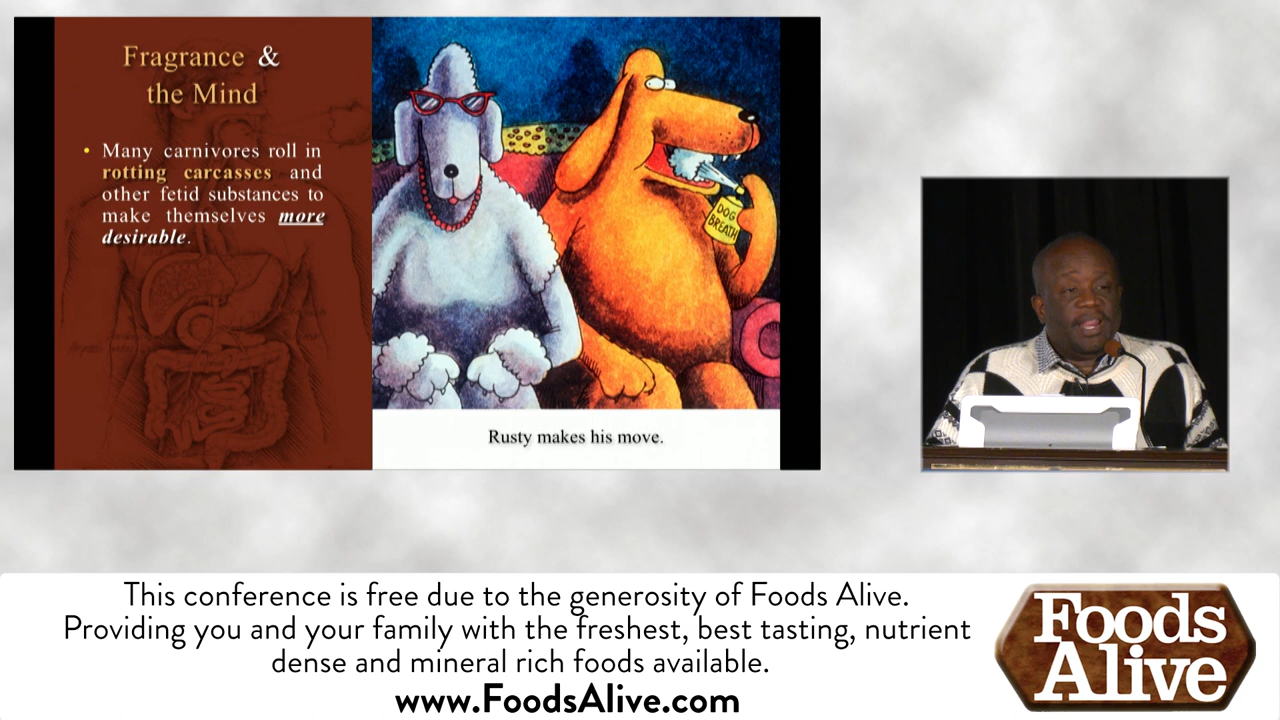 Fragrance &
the Mind
• Many carnivores roll in
rotting carcasses and
other fetid substances to
make themselves more
desirable.
DOG
BREATH
Rusty makes his move.
This conference is free due to the generosity of Foods Alive.
Providing you and your family with the freshest, best tasting, nutrient
dense and mineral rich foods available.
www.FoodsAlive.com
Foods
Alive